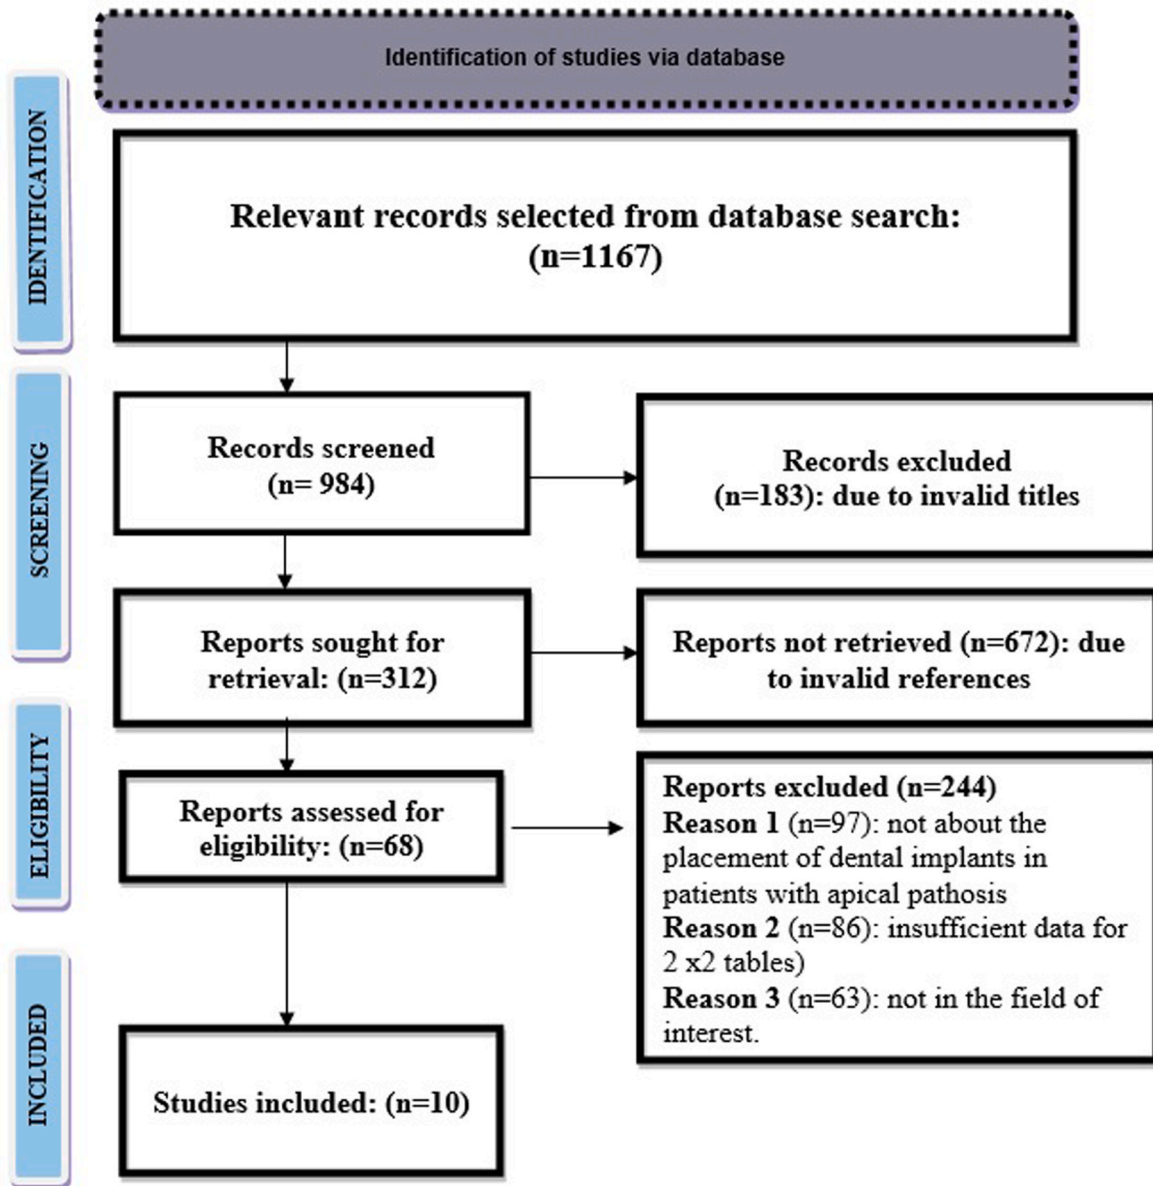 Identification of studies via database
IDENTIFICATION
Relevant records selected from database search:
(n=1167)
SCREENING
Records screened
(n= 984)
Records excluded
(n=183): due to invalid titles
Reports sought for
retrieval: (n=312)
Reports not retrieved (n=672): due
to invalid references
ELIGIBILITY
Reports assessed for
eligibility: (n=68)
Reports excluded (n=244)
Reason 1 (n=97): not about the
placement of dental implants in
patients with apical pathosis
Reason 2 (n=86): insufficient data for
2 x2 tables)
Reason 3 (n=63): not in the field of
interest.
INCLUDED
Studies included: (n=10)